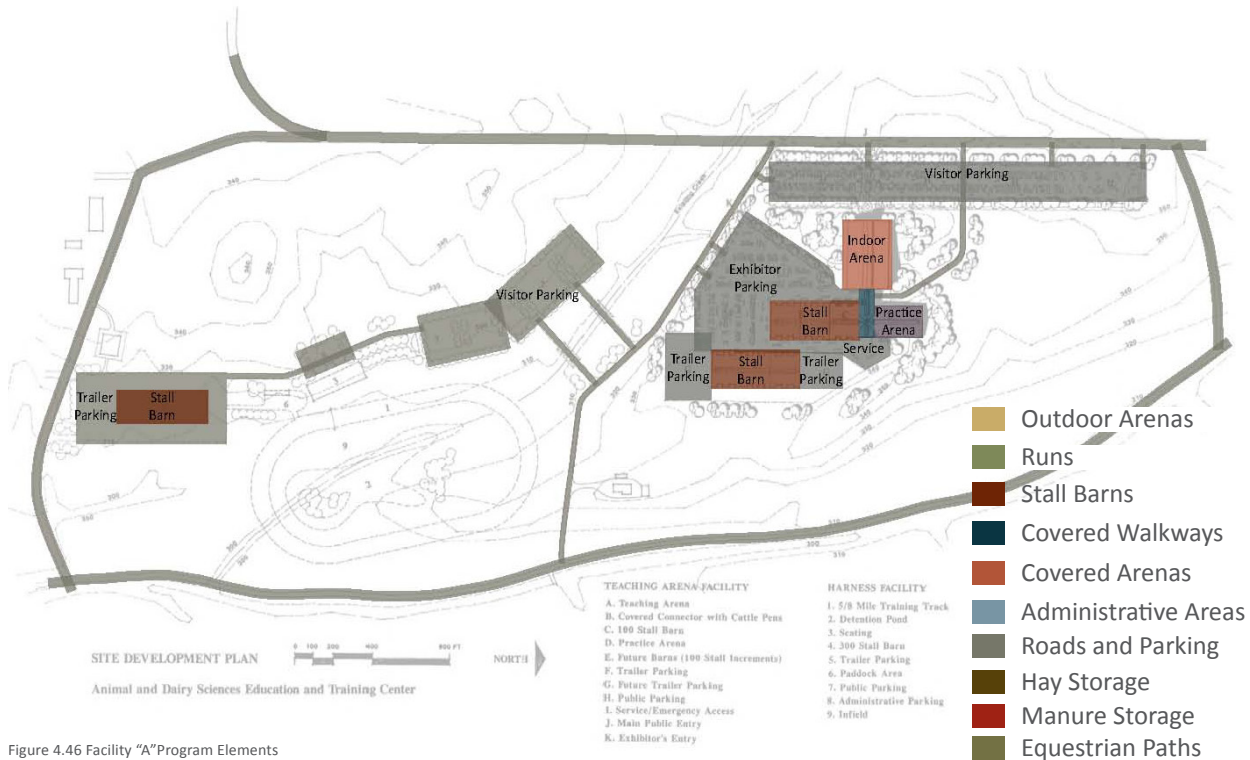 J
Visitor Parking
Indoor
Arena
Exhibitor
Parking
Visitor Parking
Stall
Barn
Practice
Arena
Service
Trailer
Parking
Stall
Barn
Trailer
Parking
Trailer
Parking
Stall
Barn
Outdoor Arenas
Runs
Stall Barns
Covered Walkways
Covered Arenas
Administrative Areas
Roads and Parking
Hay Storage
Manure Storage
Equestrian Paths
TEACHING ARENA FACILITY
A. Teaching Arena
B. Covered Connector with Cattle Pens
C. 100 Stall Barn
D. Practice Arena
E. Future Barns (100 Stall Increments)
F. Trailer Parking
G. Future Trailer Parking
H. Public Parking
I. Service/Emergency Access
J. Main Public Entry
K. Exhibitor's Entry
HARNESS FACILITY
1. 5/8 Mile Training Track
2. Detention Pond
3. Seating
4. 300 Stall Barn
5. Trailer Parking
6. Paddock Area
7. Public Parking
8. Administrative Parking
9. Infield
SITE DEVELOPMENT PLAN
0 100 200 400 800 FT
NORTH
Animal and Dairy Sciences Education and Training Center
Figure 4.46 Facility “A”Program Elements